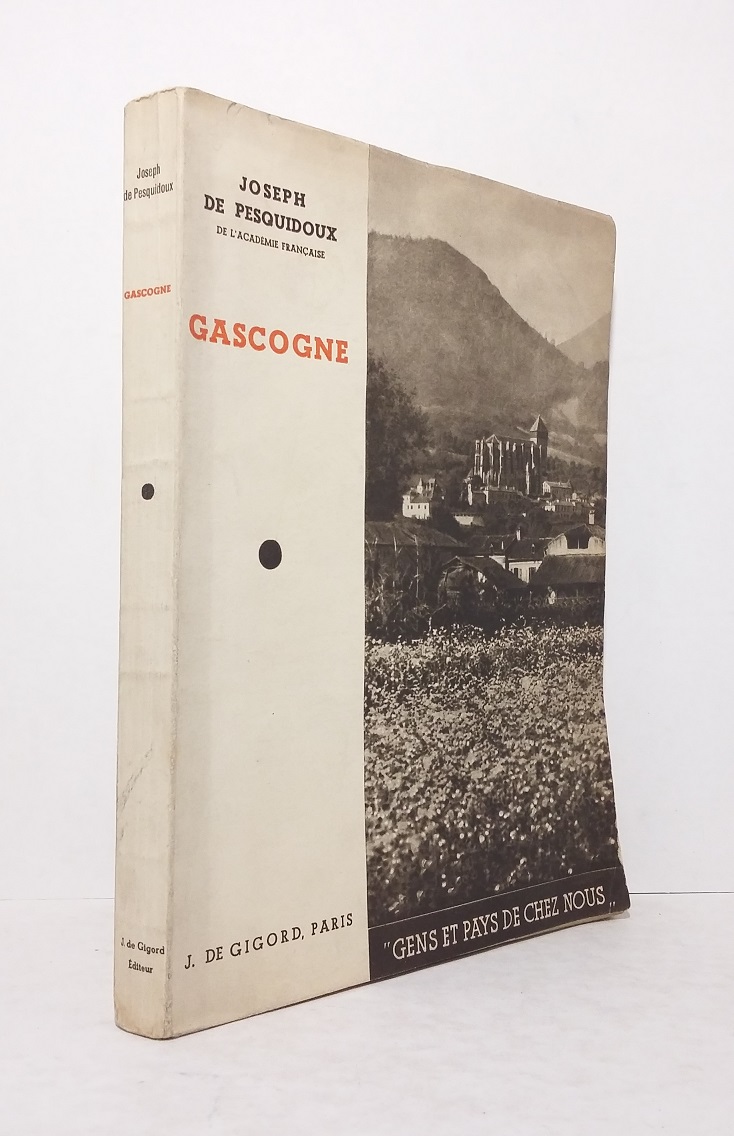 Joseph
de Pesquidoux
GASCOGNE
J. de Gigord
Éditeur
JOSEPH
DE PESQUIDOUX
DE L'ACADÉMIE FRANÇAISE
GASCOGNE
J. DE GIGORD, PARIS
"GENS ET PAYS DE CHEZ NOUS„